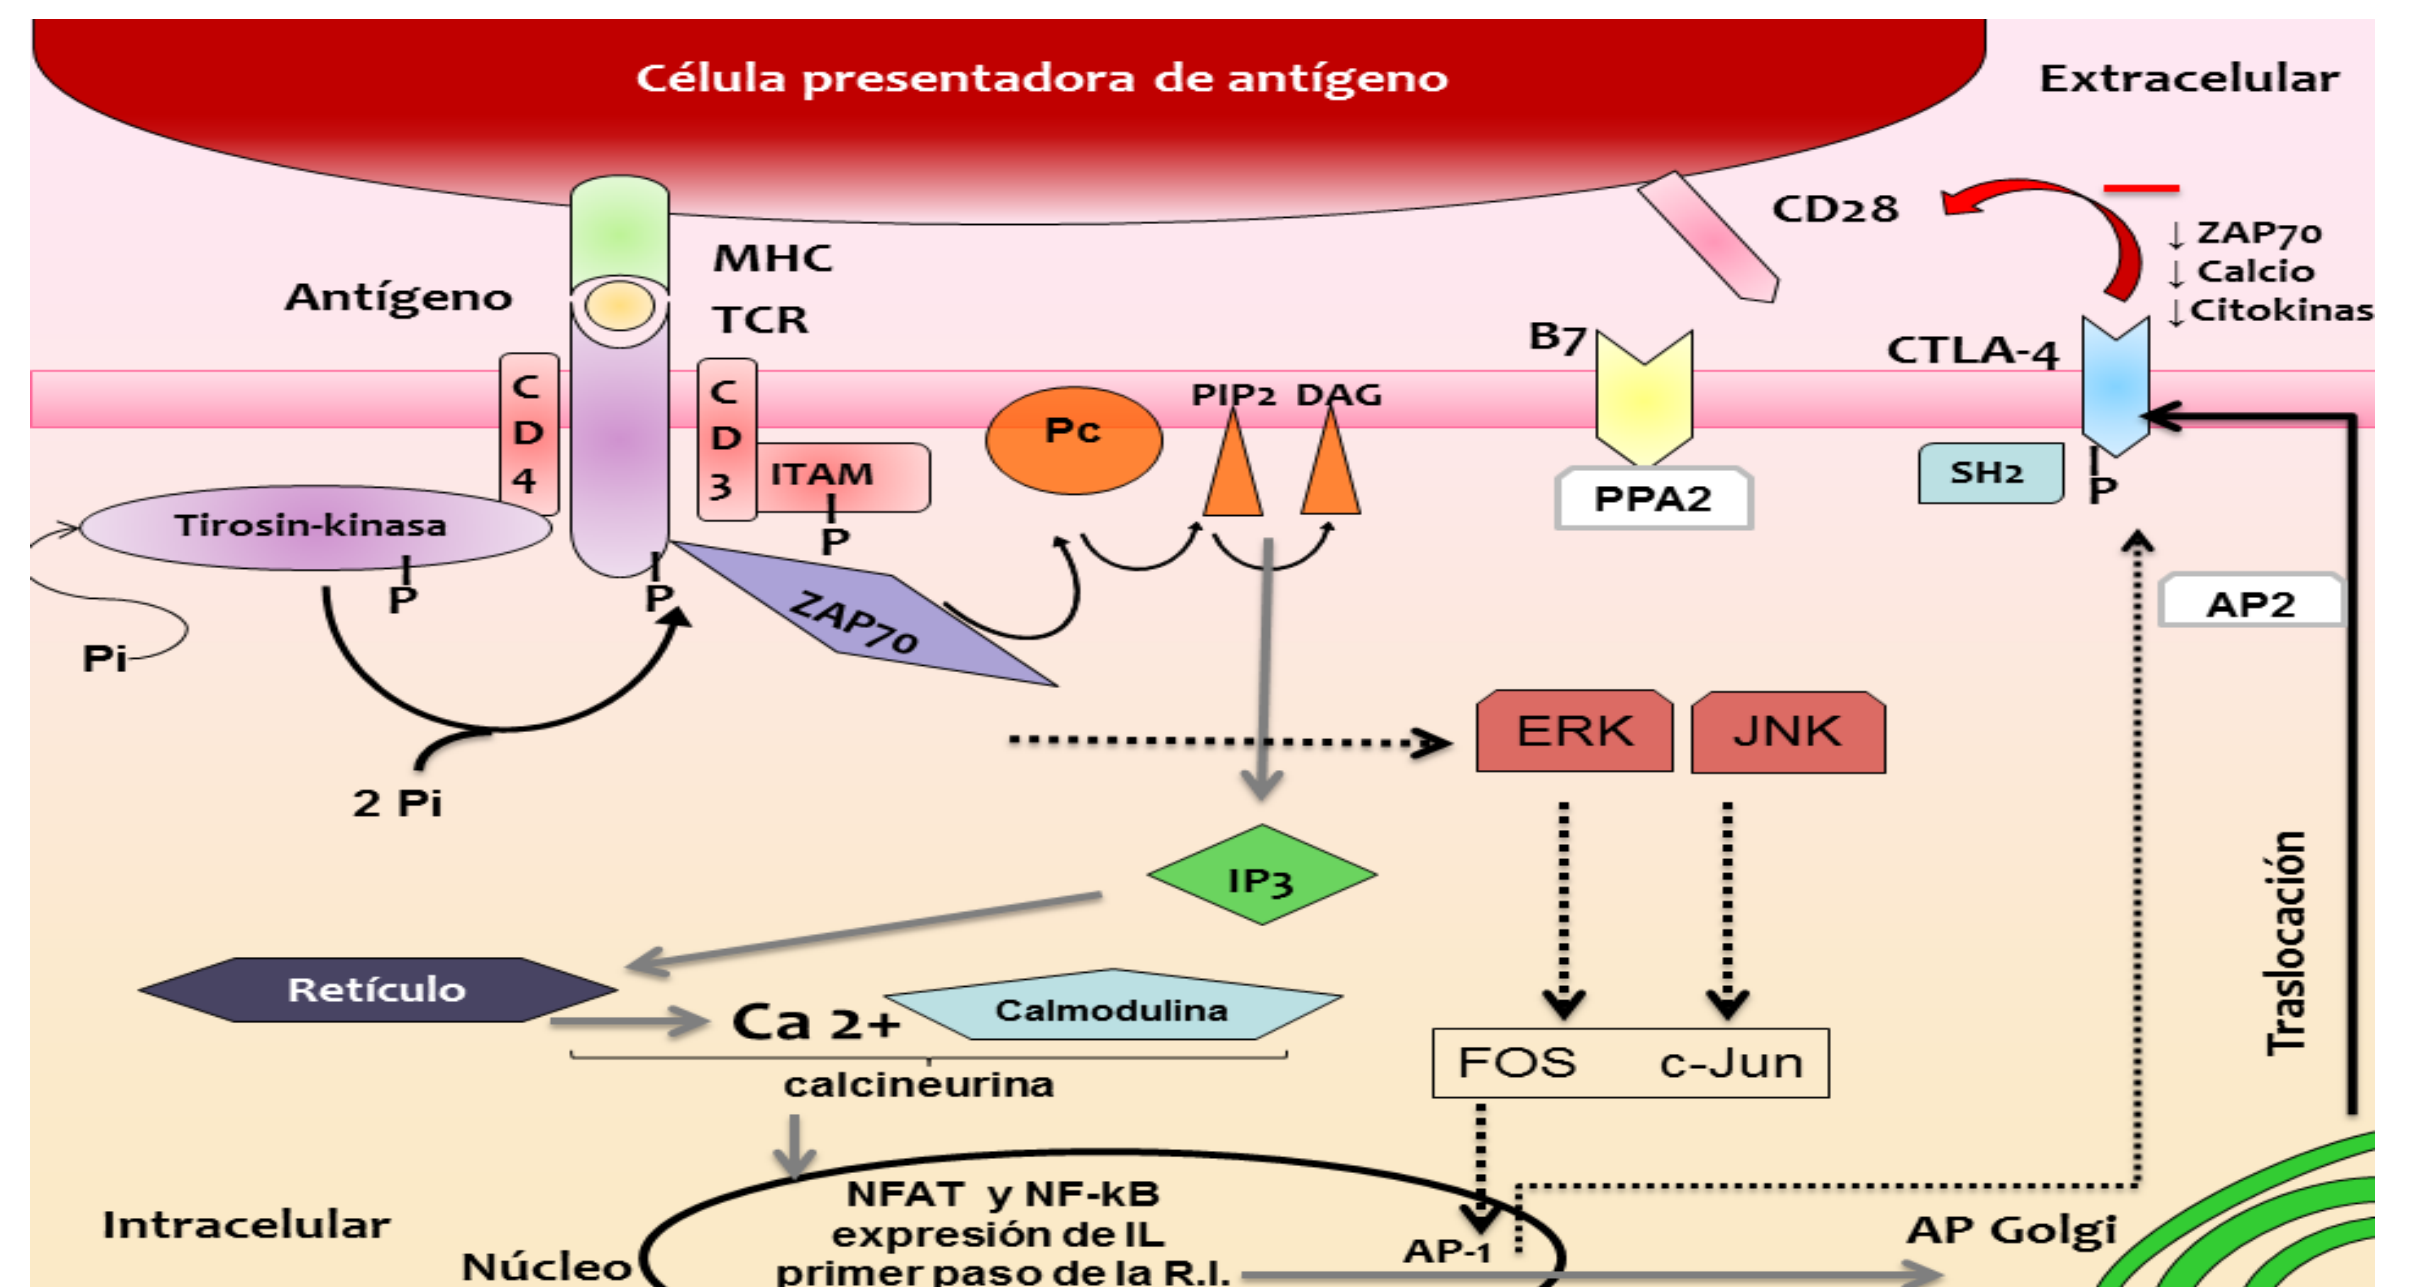 Célula presentadora de antígeno
Extracelular
MHC
Antígeno
TCR
CD28
↓ ZAP70
↓ Calcio
↓Citokinas
B7
CTLA-4
C
D
4
C
D
3
ITAM
P
Pc
PIP2 DAG
PPA2
SH2
P
Tirosin-kinasa
P
P
ZAP70
AP2
Pi
2 Pi
ERK
JNK
IP3
Traslocación
Retículo
Ca 2+
Calmodulina
calcineurina
FOS c-Jun
Intracelular
Núcleo
NFAT y NF-kB
expresión de IL
primer paso de la R.I.
AP-1
AP Golgi